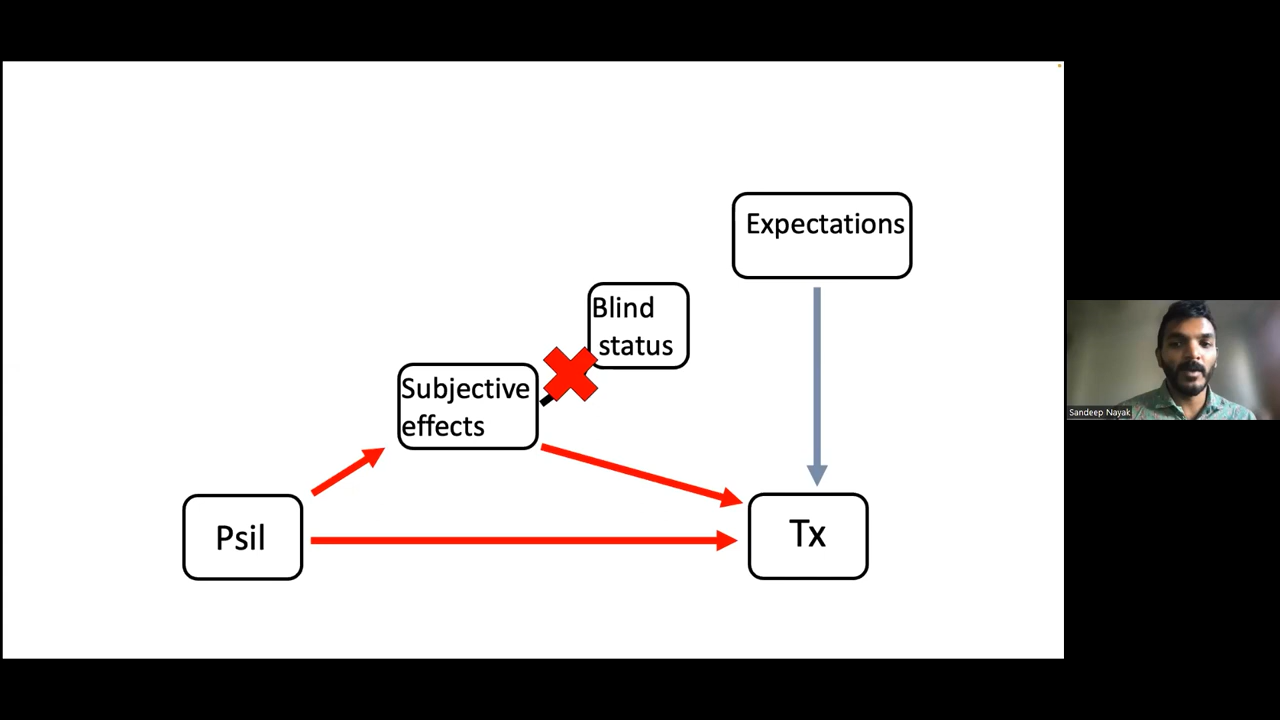 Expectations
Blind
status
Subjective
effects
Psil
Tx
Sandeep Nayak